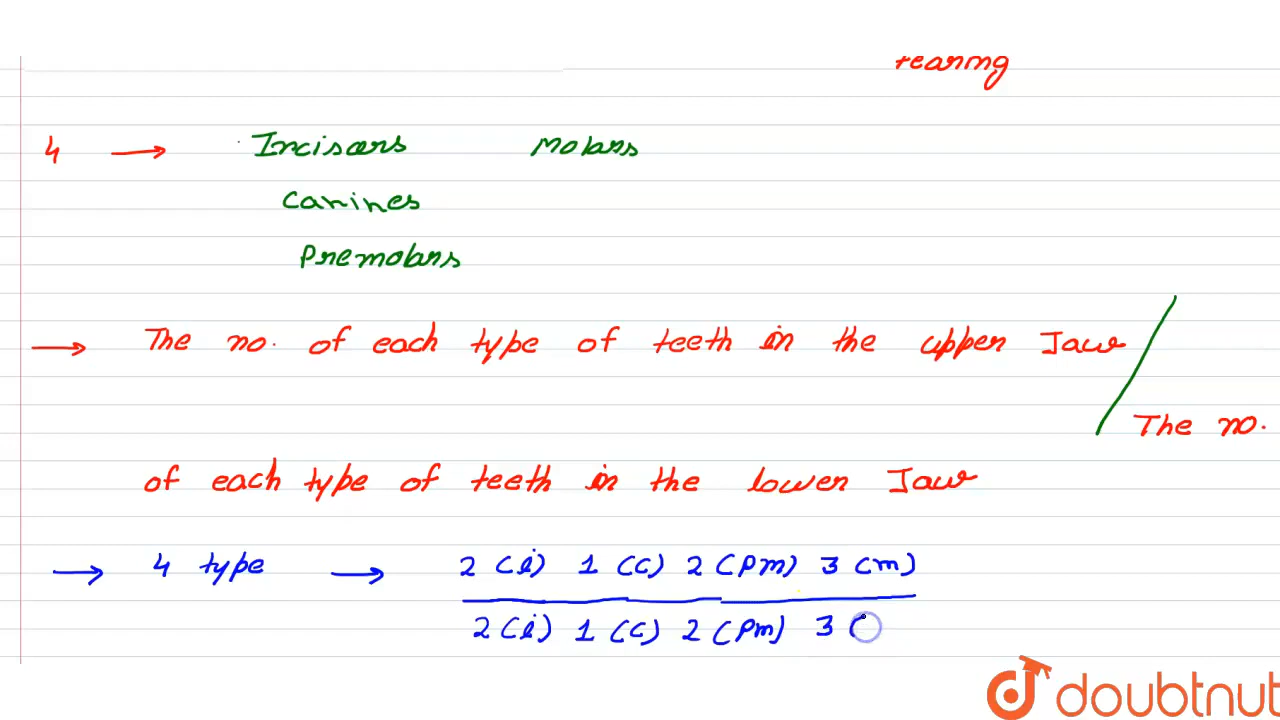 tearing
4 → Incisors Molars
Canines
Premolars
→ The no. of each type of teeth in the upper Jaw /
The no.
of each type of teeth in the lower Jaw
→ 4 type → 2 (i) 1 (C) 2 (Pm) 3 (m)
2 (i) 1 (C) 2 (Pm) 3 (
doubtnut